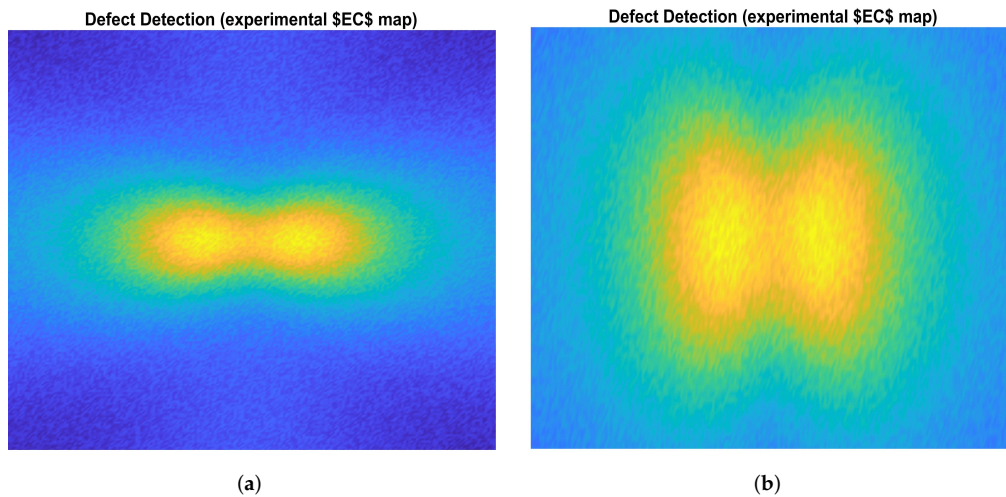 Defect Detection (experimental $EC$ map)
Defect Detection (experimental $EC$ map)
(a)
(b)